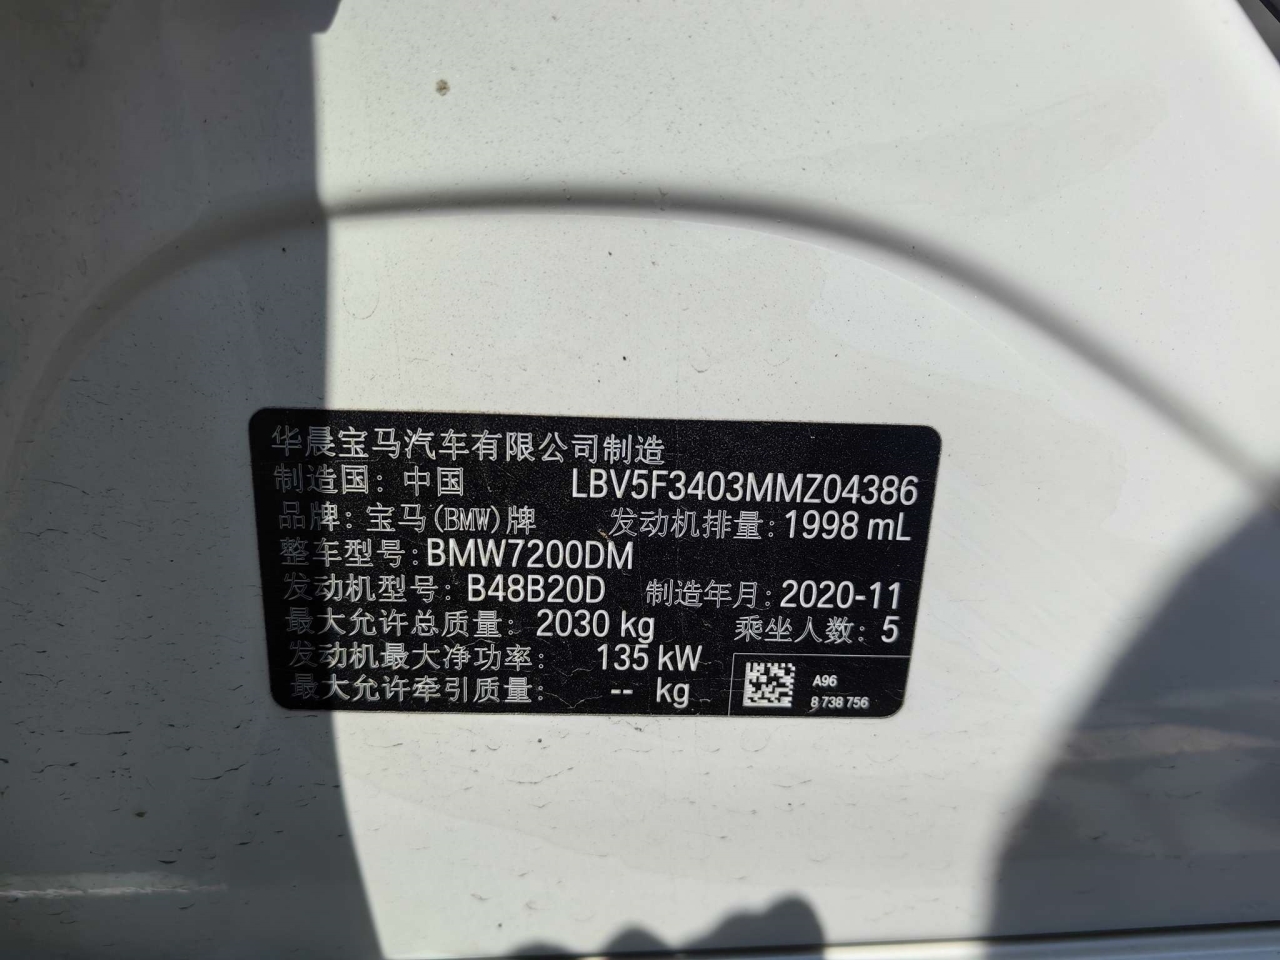 华晨宝马汽车有限公司制造
制造国: 中国 LBV5F3403MMZ04386
品牌: 宝马(BMW)牌 发动机排量: 1998 mL
整车型号: BMW7200DM
发动机型号: B48B20D 制造年月: 2020-11
最大允许总质量: 2030 kg 乘坐人数: 5
发动机最大净功率: 135 kW
最大允许牵引质量: -- kg
A96
8 738 756